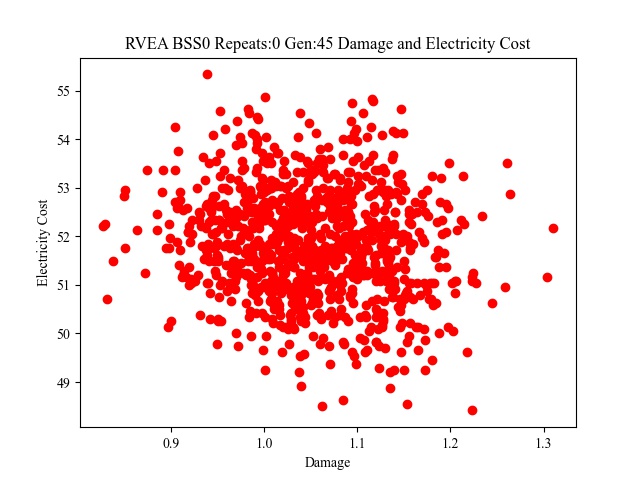 RVEA BSS0 Repeats:0 Gen:45 Damage and Electricity Cost
55
54
53
52
51
50
49
Electricity Cost
0.9 1.0 1.1 1.2 1.3
Damage